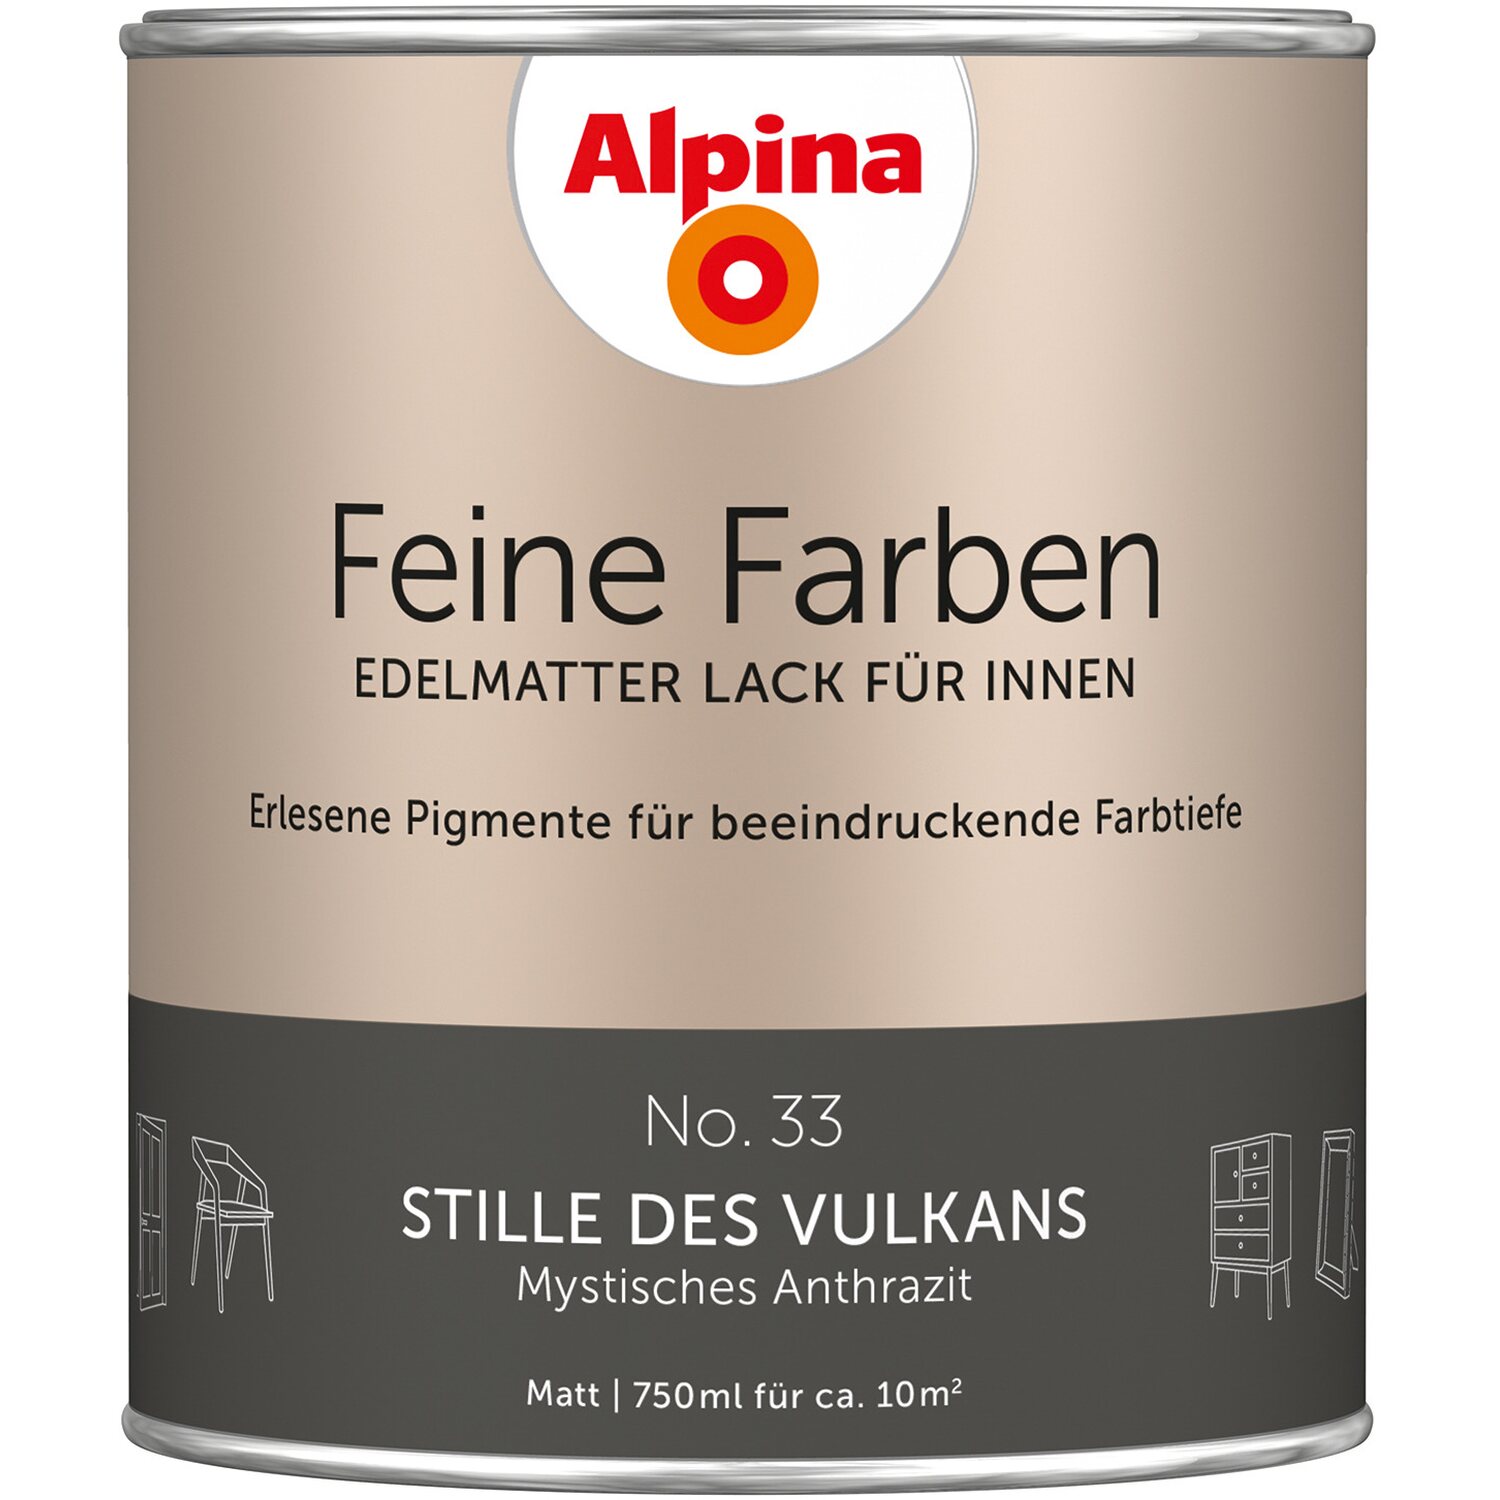 Alpina
Feine Farben
EDELMATTER LACK FÜR INNEN
Erlesene Pigmente für beeindruckende Farbtiefe
No. 33
STILLE DES VULKANS
Mystisches Anthrazit
Matt | 750ml für ca. 10m²